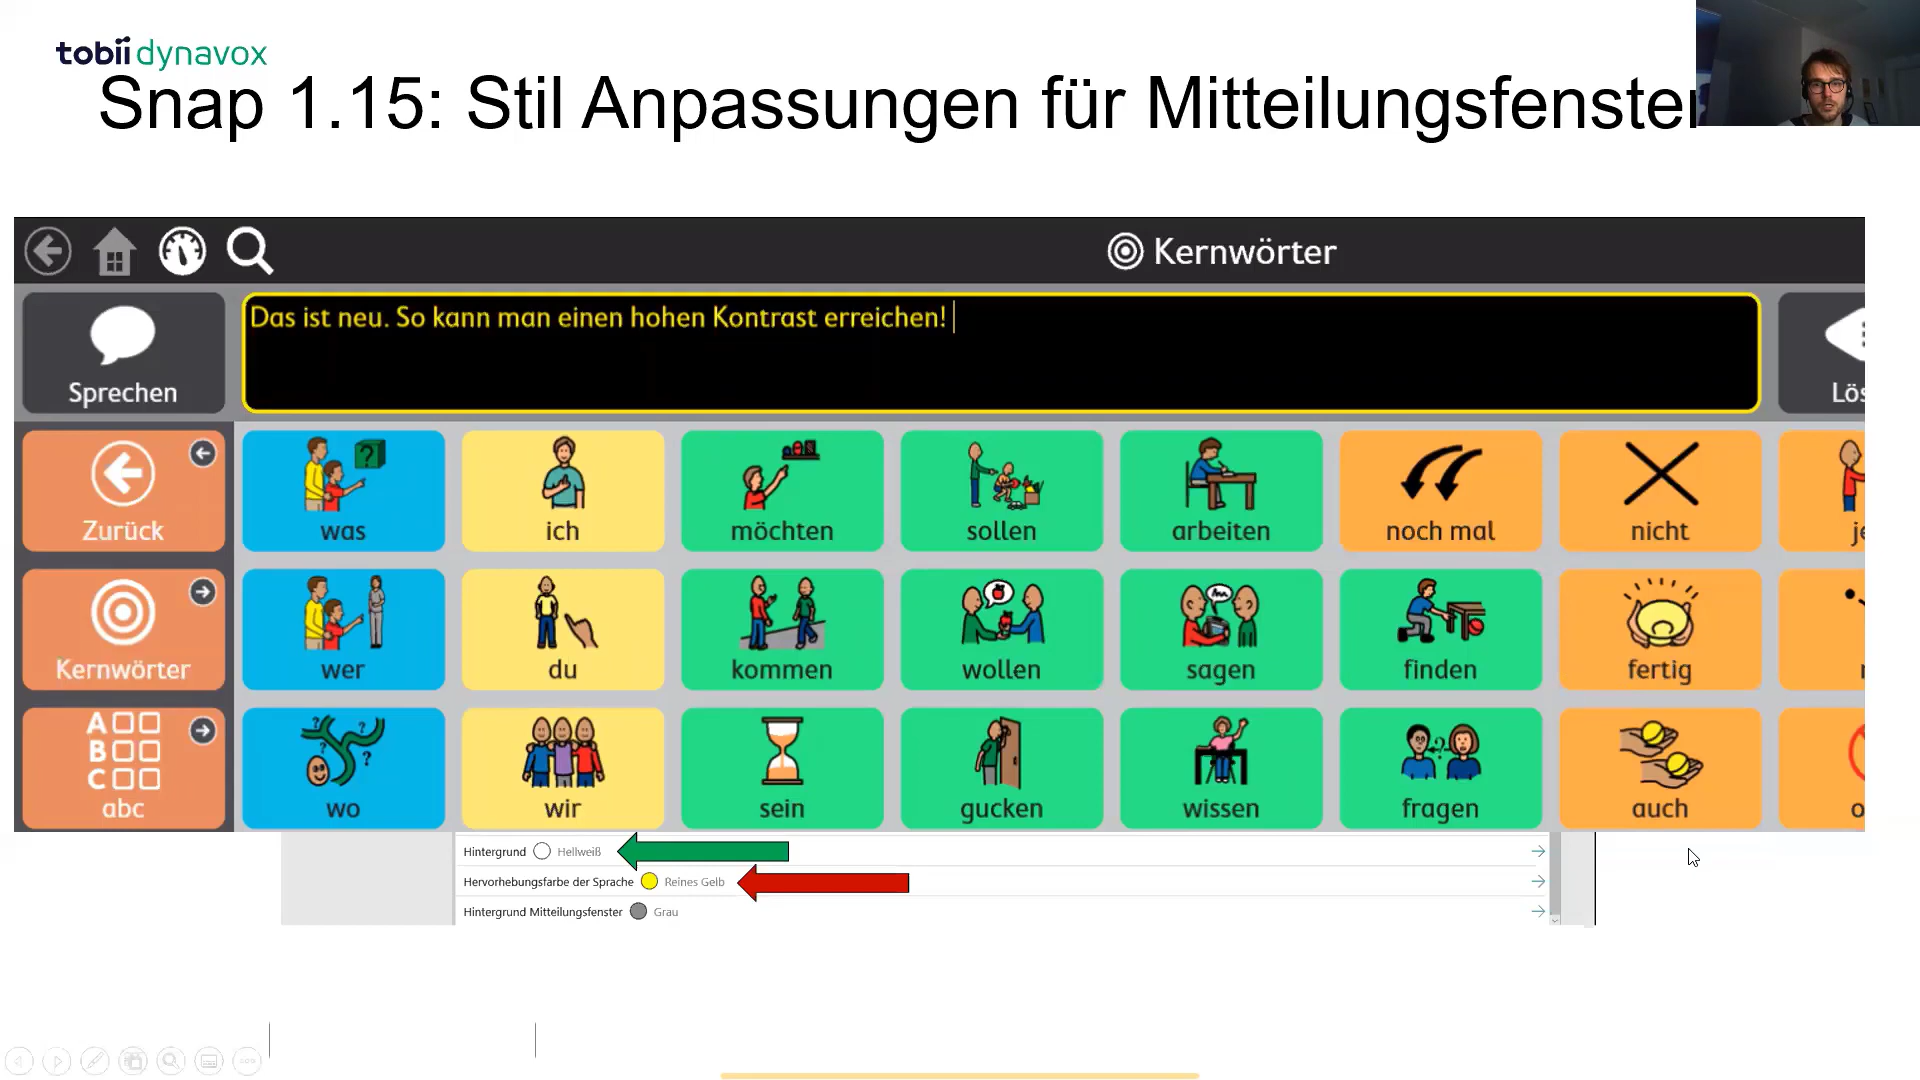 tobii dynavox
Snap 1.15: Stil Anpassungen für Mitteilungsfenster
Kernwörter
Sprechen
Das ist neu. So kann man einen hohen Kontrast erreichen!
Zurück
was
ich
möchten
sollen
arbeiten
noch mal
nicht
Kernwörter
wer
du
kommen
wollen
sagen
finden
fertig
A
B
C
abc
wo
wir
sein
gucken
wissen
fragen
auch
Hintergrund Hellweiß
Hervorhebungsfarbe der Sprache Reines Gelb
Hintergrund Mitteilungsfenster Grau